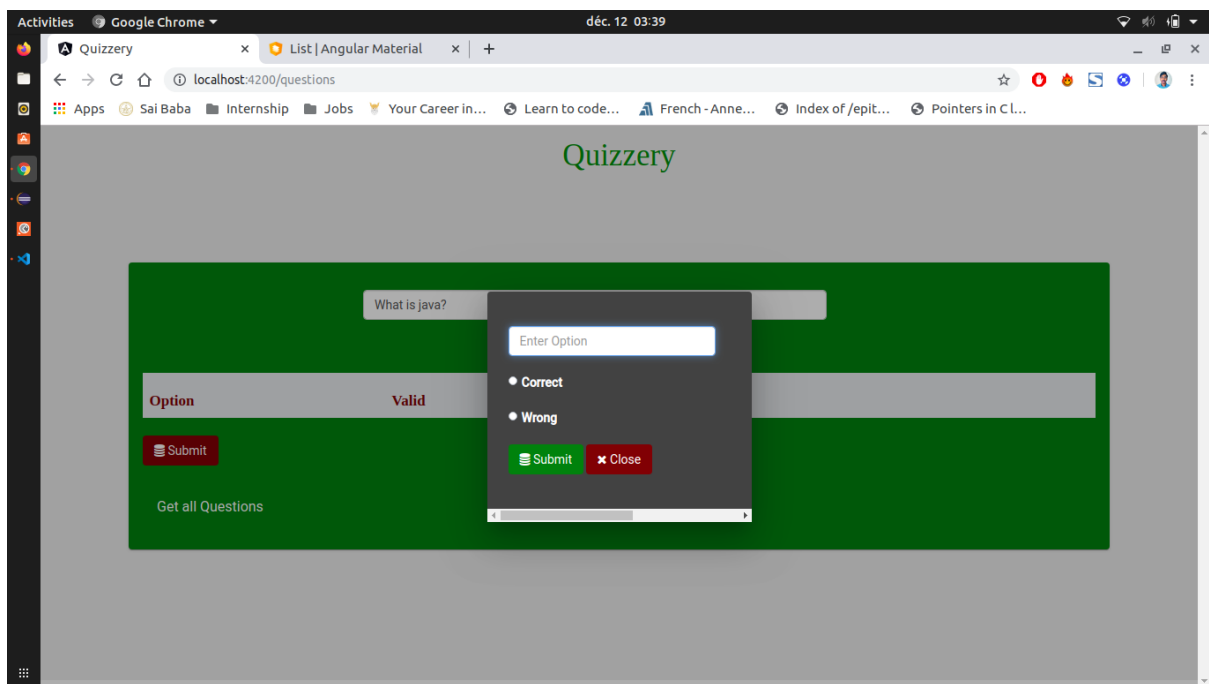 Activities Google Chrome déc. 12 03:39
Quizzery List | Angular Material
localhost:4200/questions
Apps Sai Baba Internship Jobs Your Career in... Learn to code... French - Anne... Index of /epit... Pointers in C l...
Quizzery
What is java?
Enter Option
Correct
Option Valid
Wrong
Submit
Submit Close
Get all Questions